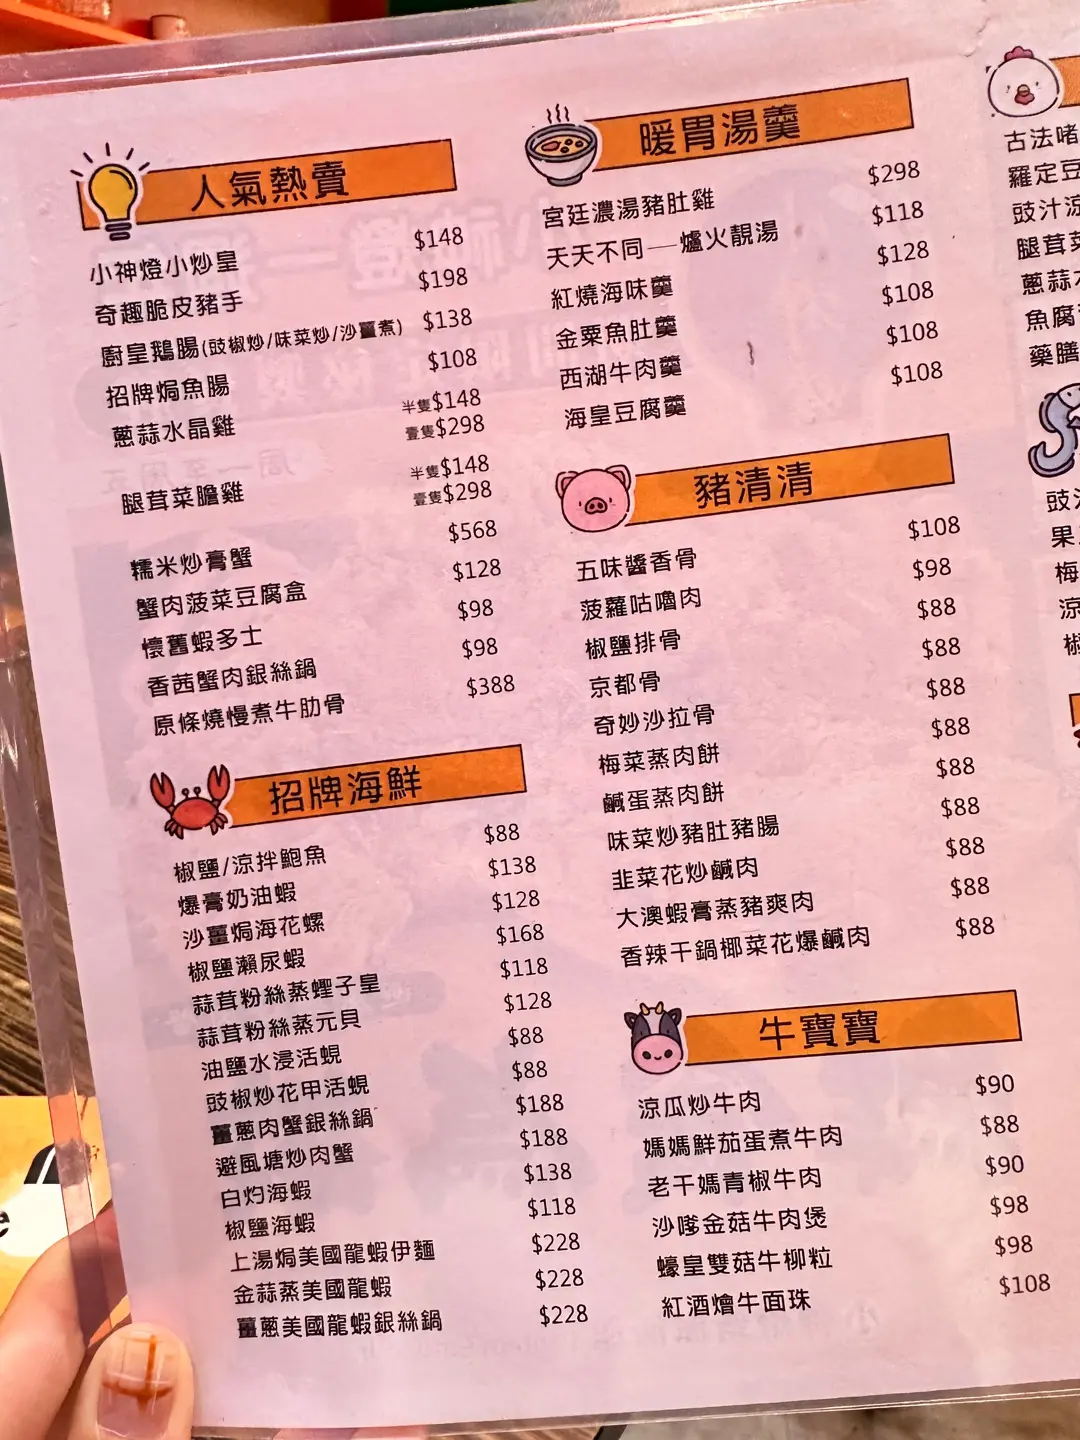 人氣熱賣
小神燈小炒皇 $148
奇趣脆皮豬手 $198
廚皇鵝腸(豉椒炒/味菜炒/沙薑煮) $138
招牌焗魚腸 $108
蔥蒜水晶雞 半隻$148
壹隻$298
腿茸菜膽雞 半隻$148
壹隻$298
糯米炒膏蟹 $568
蟹肉菠菜豆腐盒 $128
懷舊蝦多士 $98
香茜蟹肉銀絲鍋 $98
原條燒慢煮牛肋骨 $388
招牌海鮮
椒鹽/涼拌鮑魚 $88
爆膏奶油蝦 $138
沙薑焗海花螺 $128
椒鹽瀨尿蝦 $168
蒜茸粉絲蒸蟶子皇 $118
蒜茸粉絲蒸元貝 $128
油鹽水浸活蜆 $88
豉椒炒花甲活蜆 $88
薑蔥肉蟹銀絲鍋 $188
避風塘炒肉蟹 $188
白灼海蝦 $138
椒鹽海蝦 $118
上湯焗美國龍蝦伊麵 $228
金蒜蒸美國龍蝦 $228
薑蔥美國龍蝦銀絲鍋 $228
暖胃湯羹
宮廷濃湯豬肚雞 $298
天天不同—爐火靚湯 $118
紅燒海味羹 $128
金粟魚肚羹 $108
西湖牛肉羹 $108
海皇豆腐羹 $108
豬清清
五味醬香骨 $108
菠蘿咕嚕肉 $98
椒鹽排骨 $88
京都骨 $88
奇妙沙拉骨 $88
梅菜蒸肉餅 $88
鹹蛋蒸肉餅 $88
味菜炒豬肚豬腸 $88
韭菜花炒鹹肉 $88
大澳蝦膏蒸豬爽肉 $88
香辣干鍋椰菜花爆鹹肉 $88
牛寶寶
涼瓜炒牛肉 $90
媽媽鮮茄蛋煮牛肉 $88
老干媽青椒牛肉 $90
沙嗲金菇牛肉煲 $98
蠔皇雙菇牛柳粒 $98
紅酒燴牛面珠 $108
古法
羅定豆
豉汁涼
腿茸菜
蔥蒜水
魚腐
藥膳
豉汁
果
梅
涼
椒